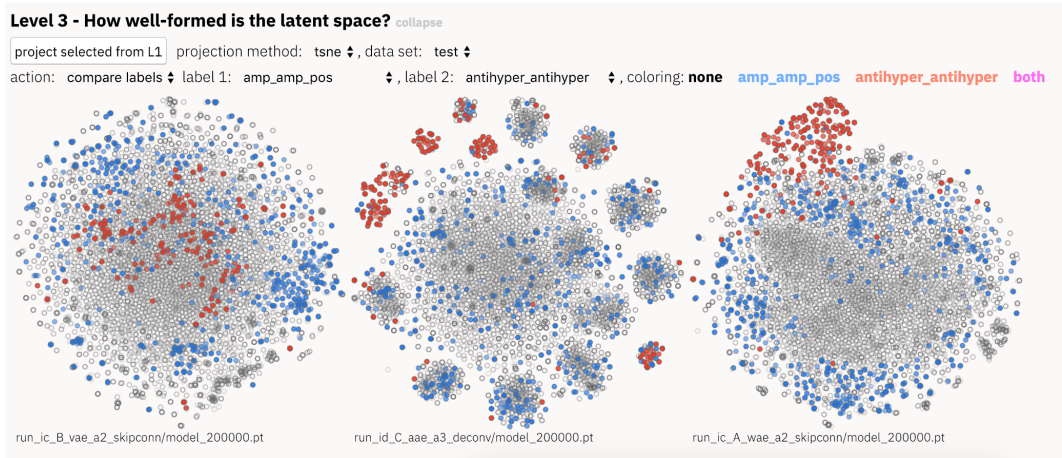 Level 3 - How well-formed is the latent space? collapse
project selected from L1 projection method: tsne , data set: test
action: compare labels label 1: amp_amp_pos , label 2: antihyper_antihyper , coloring: none amp_amp_pos antihyper_antihyper both
run_ic_B_vae_a2_skipconn/model_200000.pt run_id_C_aae_a3_deconv/model_200000.pt run_ic_A_wae_a2_skipconn/model_200000.pt